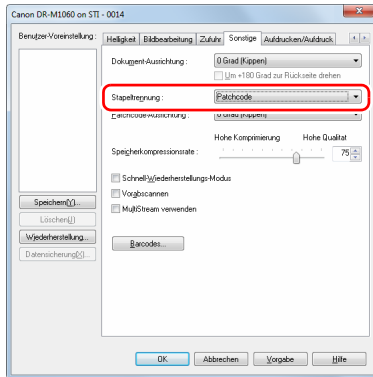 Canon DR-M1060 on STI - 0014
Benutzer-Voreinstellung :
Helligkeit Bildbearbeitung Zufuhr Sonstige Aufdrucken/Aufdruck
Dokument-Ausrichtung : 0 Grad (Kippen)
Um +180 Grad zur Rückseite drehen
Stapeltrennung : Patchcode
Patchcode-Ausrichtung : 0 Grad (Kippen)
Hohe Komprimierung Hohe Qualität
Speicherkompressionsrate : 75
Schnell-Wiederherstellungs-Modus
Vorabscannen
MultiStream verwenden
Speichern(Y)...
Löschen(J)
Wiederherstellung...
Datensicherung(X)...
Barcodes...
OK Abbrechen Vorgabe Hilfe